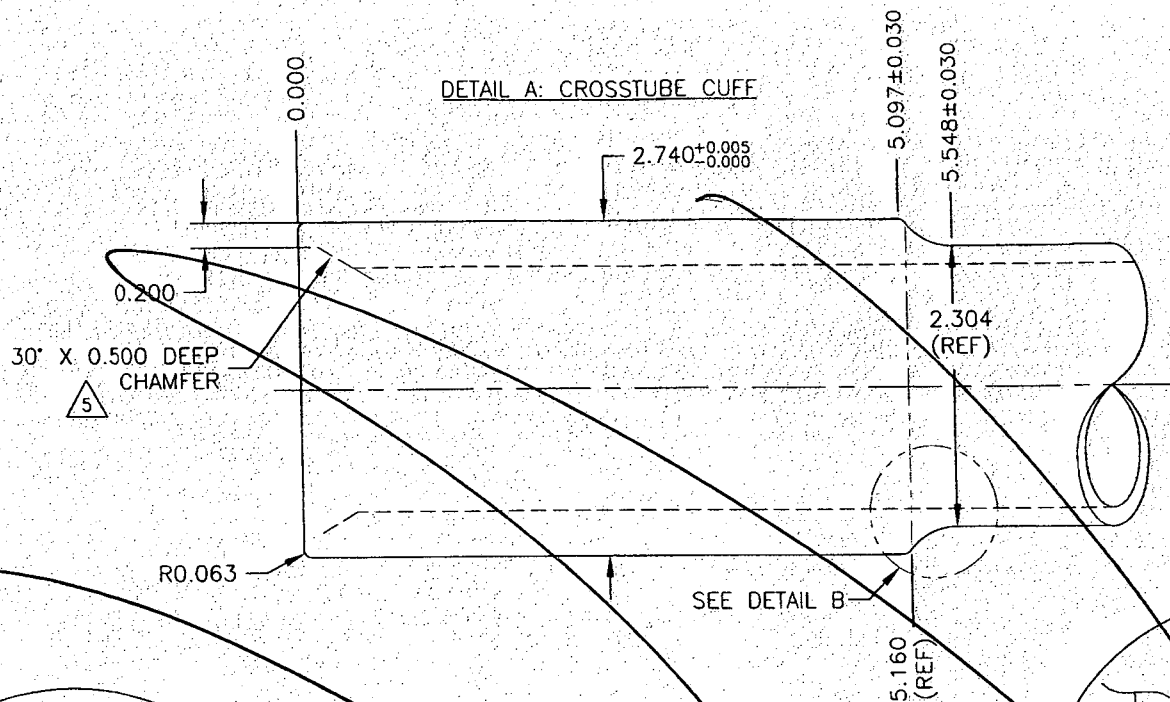 DETAIL A: CROSSTUBE CUFF
0.000
5.097±0.030
5.548±0.030
2.740+0.005
-0.000
0.200
2.304
(REF)
30° X 0.500 DEEP
CHAMFER
5
R0.063
SEE DETAIL B
5.160
(REF)